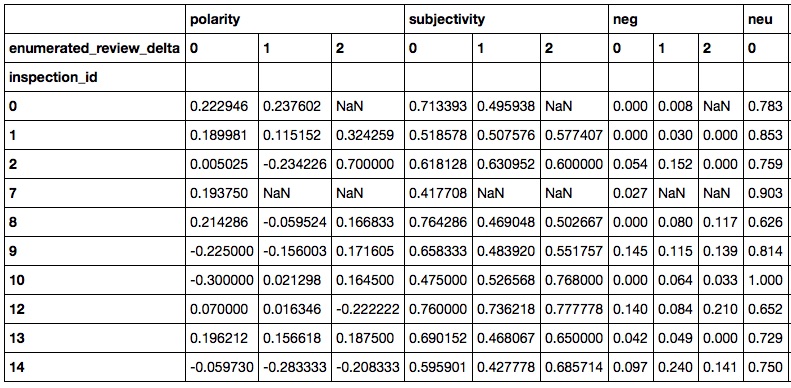 polarity subjectivity neg neu
enumerated_review_delta 0 1 2 0 1 2 0 1 2 0
inspection_id
0 0.222946 0.237602 NaN 0.713393 0.495938 NaN 0.000 0.008 NaN 0.783
1 0.189981 0.115152 0.324259 0.518578 0.507576 0.577407 0.000 0.030 0.000 0.853
2 0.005025 -0.234226 0.700000 0.618128 0.630952 0.600000 0.054 0.152 0.000 0.759
7 0.193750 NaN NaN 0.417708 NaN NaN 0.027 NaN NaN 0.903
8 0.214286 -0.059524 0.166833 0.764286 0.469048 0.502667 0.000 0.080 0.117 0.626
9 -0.225000 -0.156003 0.171605 0.658333 0.483920 0.551757 0.145 0.115 0.139 0.814
10 -0.300000 0.021298 0.164500 0.475000 0.526568 0.768000 0.000 0.064 0.033 1.000
12 0.070000 0.016346 -0.222222 0.760000 0.736218 0.777778 0.140 0.084 0.210 0.652
13 0.196212 0.156618 0.187500 0.690152 0.468067 0.650000 0.042 0.049 0.000 0.729
14 -0.059730 -0.283333 -0.208333 0.595901 0.427778 0.685714 0.097 0.240 0.141 0.750